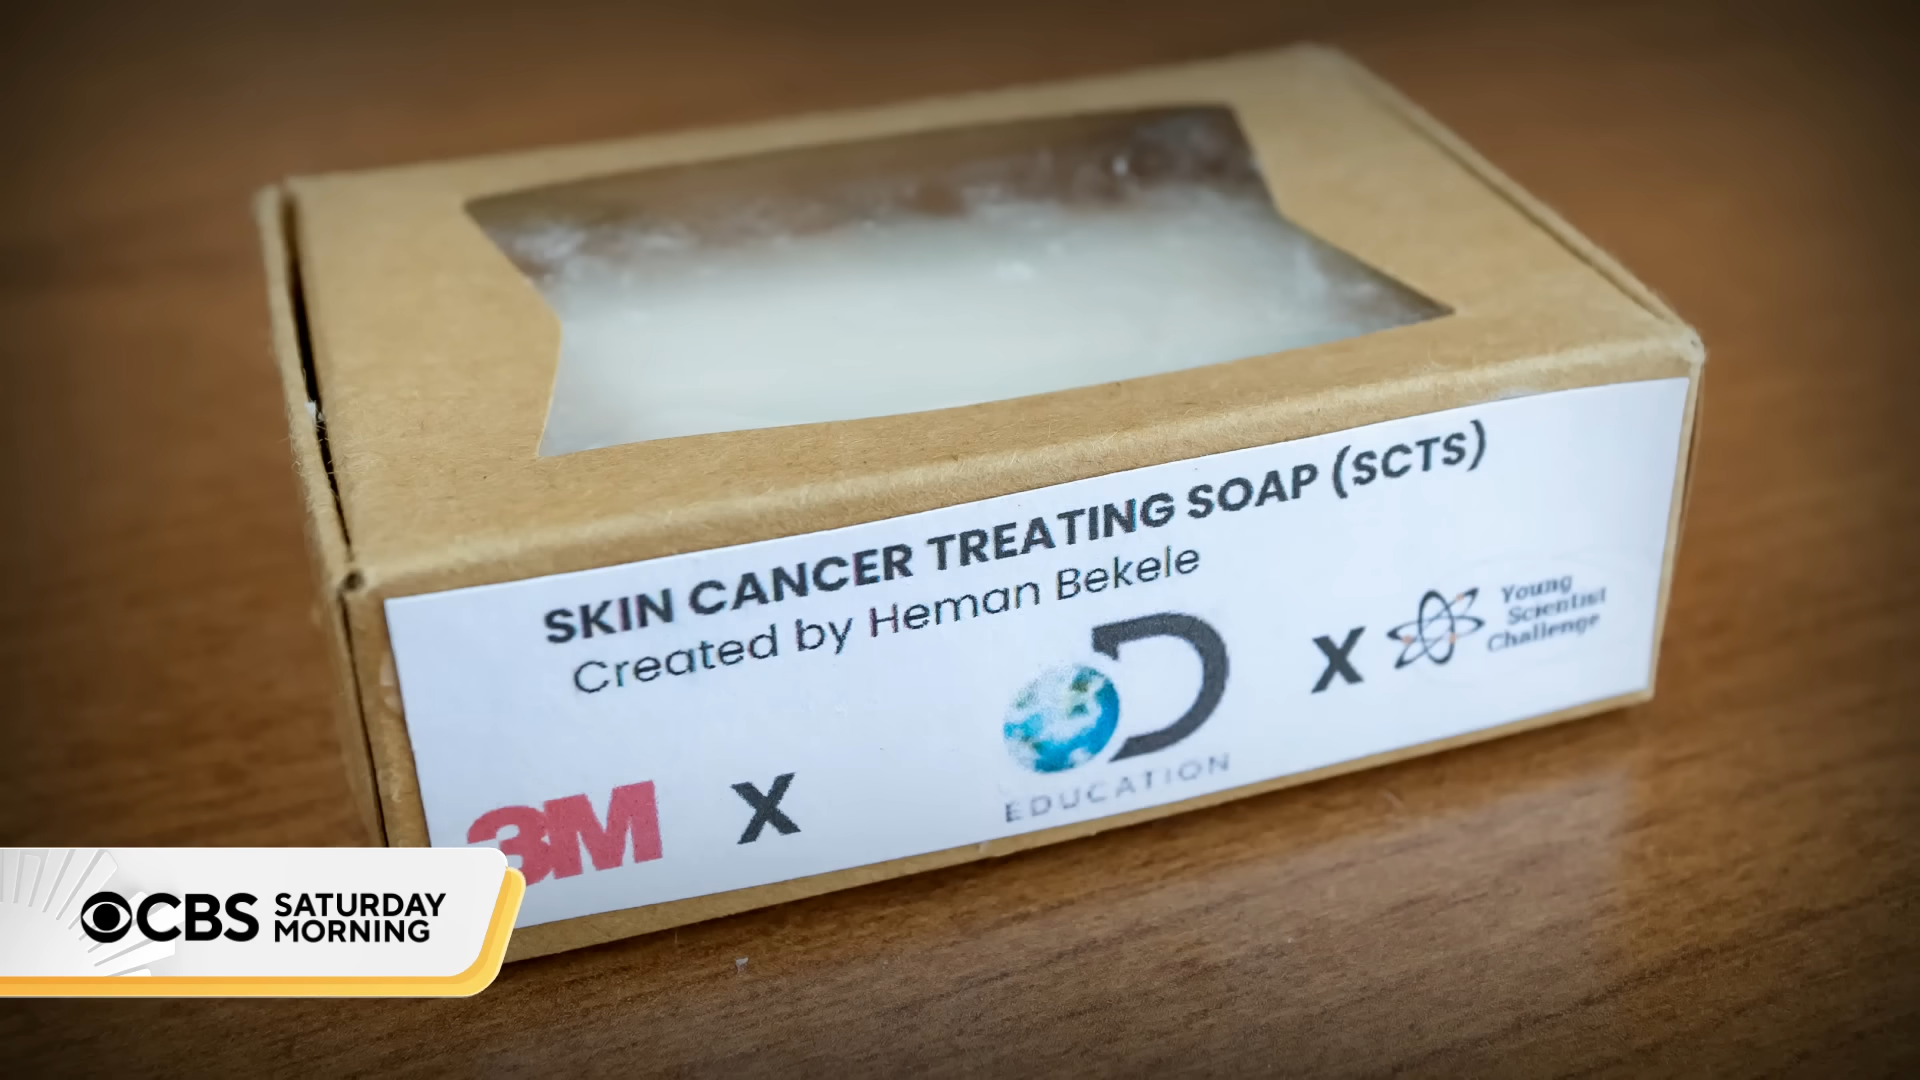 SKIN CANCER TREATING SOAP (SCTS)
Created by Heman Bekele
3M X
D
EDUCATION
X
Young
Scientist
Challenge
CBS SATURDAY
MORNING